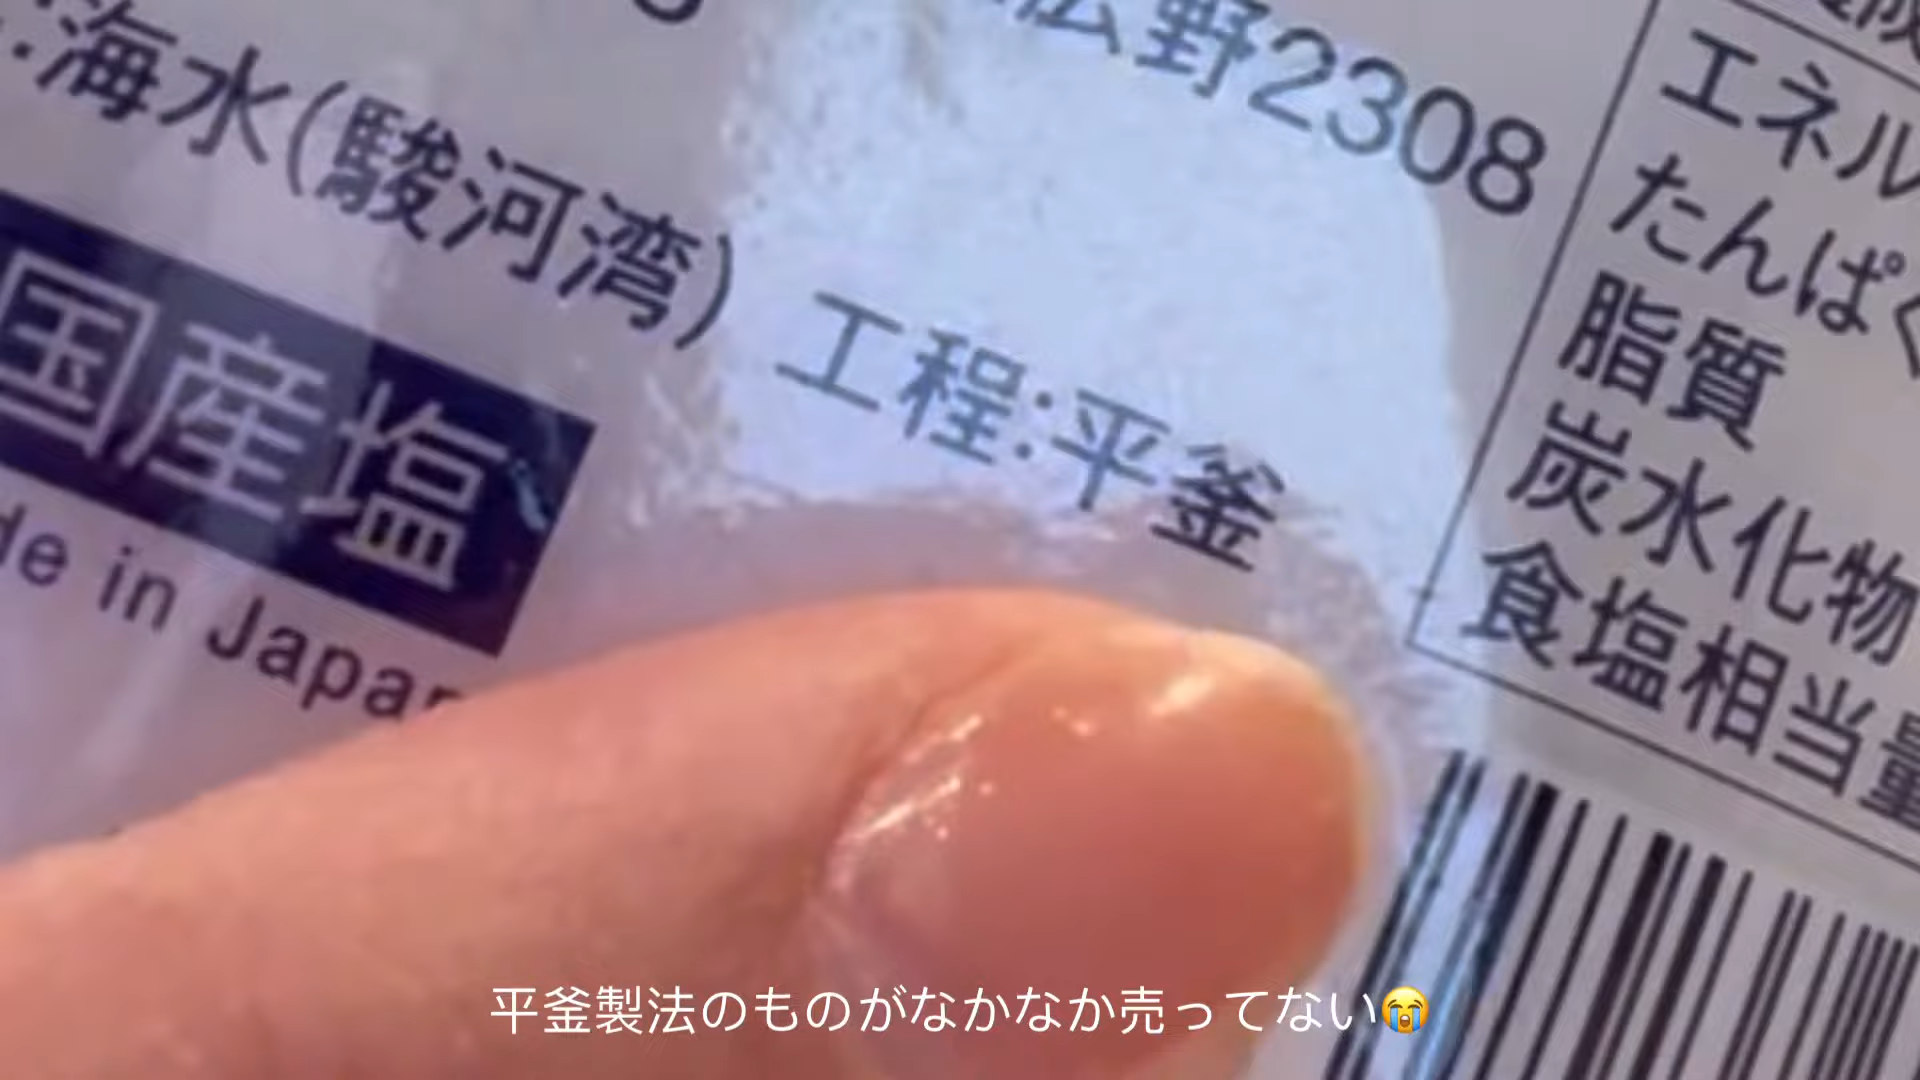 広野2308
:海水(駿河湾) 工程:平釜
国産塩
de in Japan
エネル
たんぱく
脂質
炭水化物
食塩相当量
平釜製法のものがなかなか売ってない😭